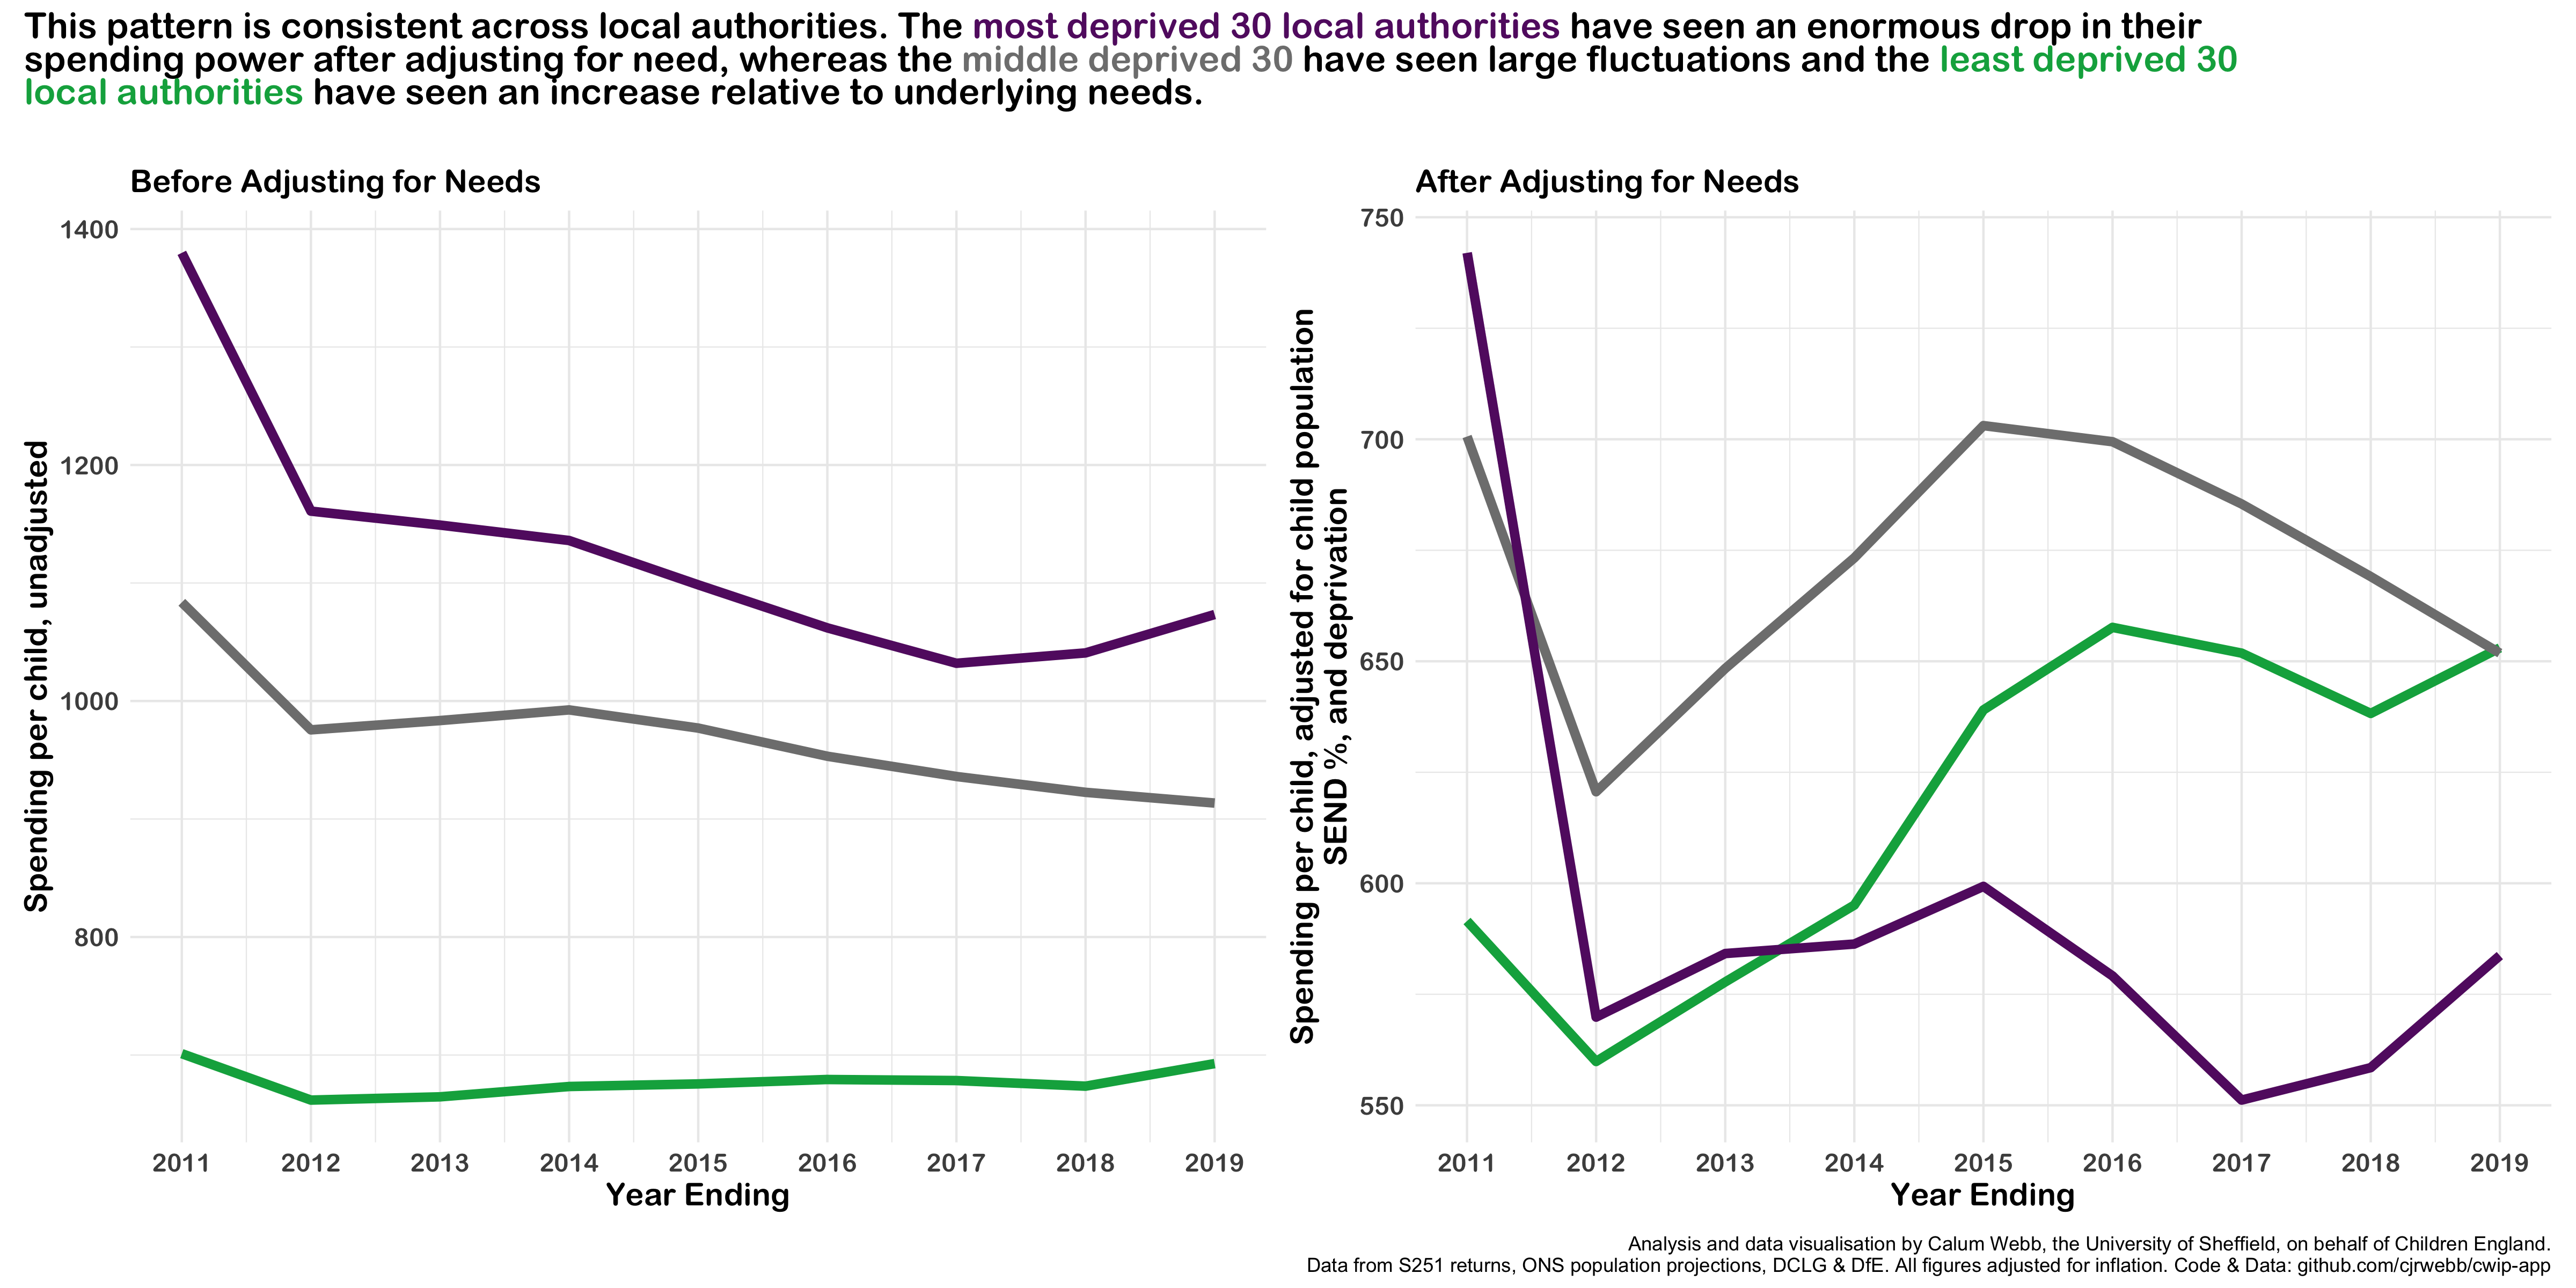 This pattern is consistent across local authorities. The most deprived 30 local authorities have seen an enormous drop in their
spending power after adjusting for need, whereas the middle deprived 30 have seen large fluctuations and the least deprived 30
local authorities have seen an increase relative to underlying needs.
Before Adjusting for Needs
Spending per child, unadjusted
1400
1200
1000
800
2011 2012 2013 2014 2015 2016 2017 2018 2019
Year Ending
After Adjusting for Needs
Spending per child, adjusted for child population
SEND %, and deprivation
750
700
650
600
550
2011 2012 2013 2014 2015 2016 2017 2018 2019
Year Ending
Analysis and data visualisation by Calum Webb, the University of Sheffield, on behalf of Children England.
Data from S251 returns, ONS population projections, DCLG & DfE. All figures adjusted for inflation. Code & Data: github.com/cjrwebb/cwip-app